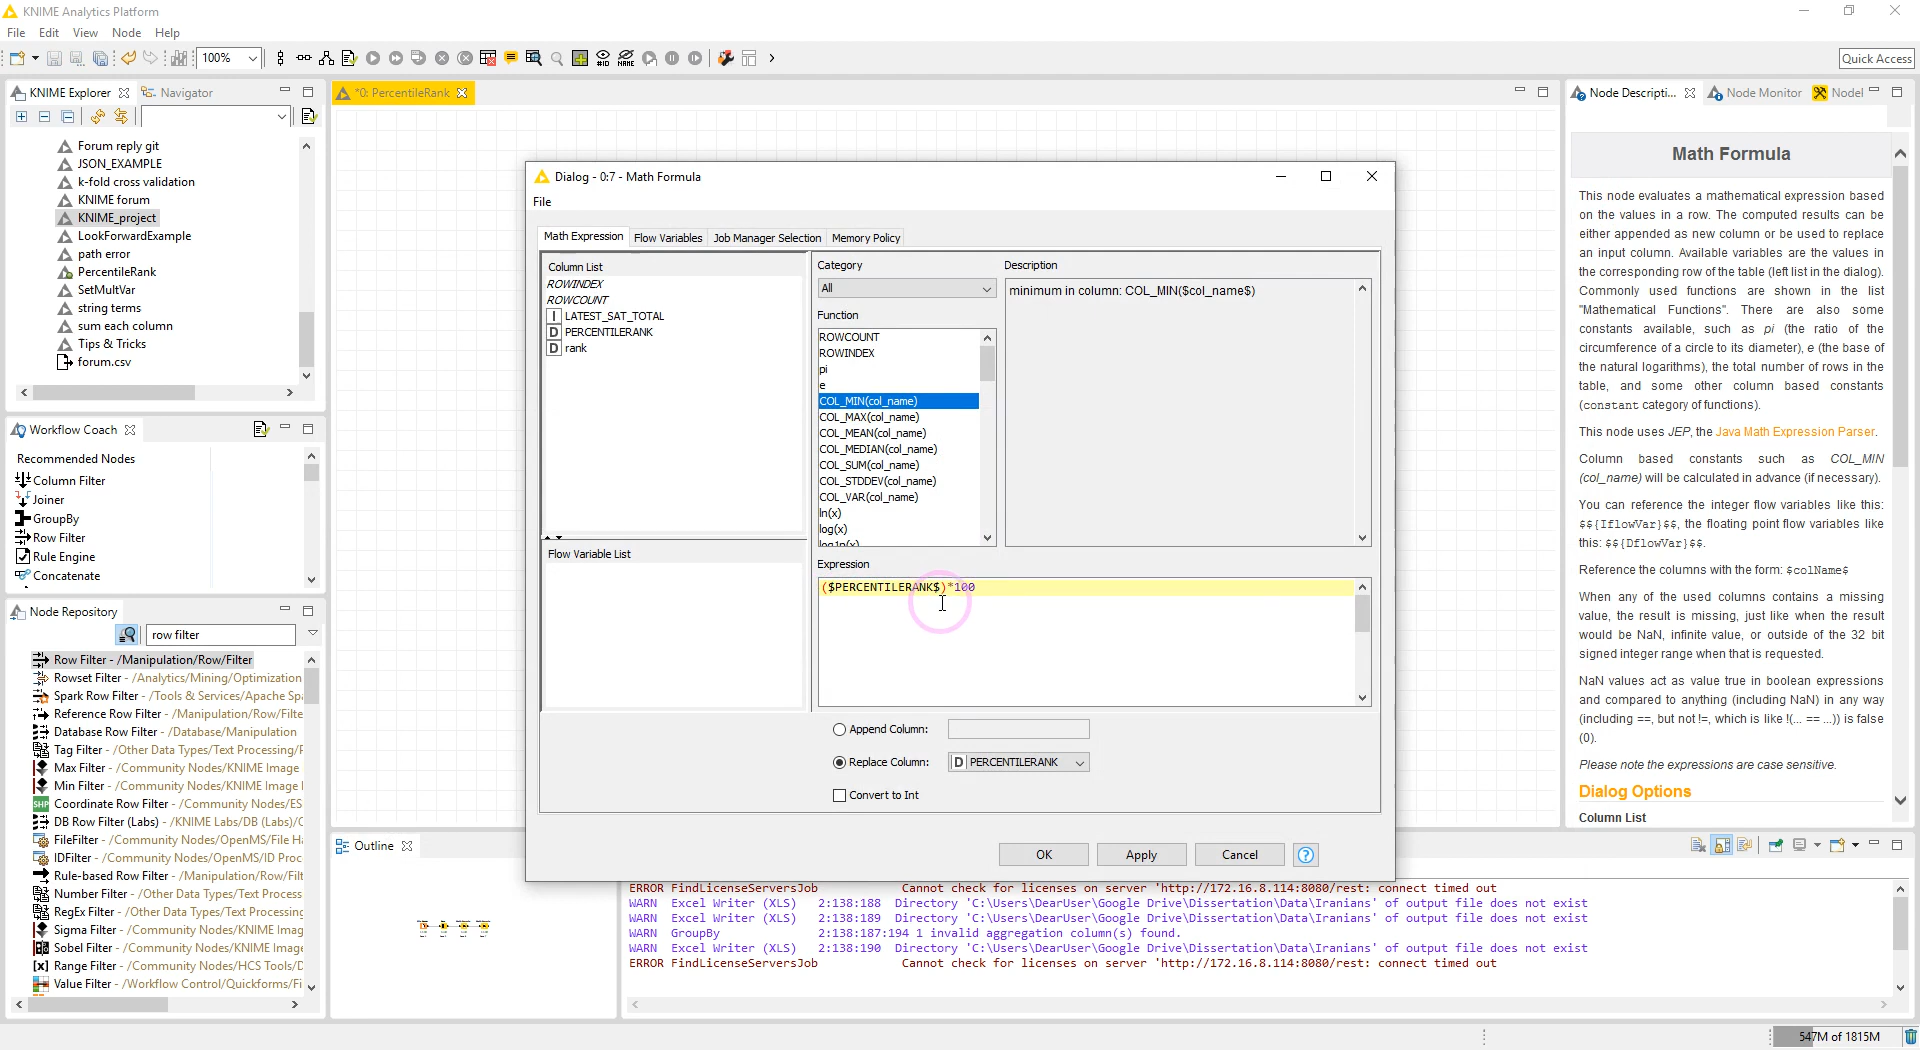 KNIME Analytics Platform
File Edit View Node Help
100%
Quick Access
KNIME Explorer
Navigator
Forum reply git
JSON_EXAMPLE
k-fold cross validation
KNIME forum
KNIME_project
LookForwardExample
path error
PercentileRank
SetMultVar
string terms
sum each column
Tips & Tricks
forum.csv
Workflow Coach
Recommended Nodes
Column Filter
Joiner
GroupBy
Row Filter
Rule Engine
Concatenate
Node Repository
row filter
Row Filter - /Manipulation/Row/Filter
Rowset Filter - /Analytics/Mining/Optimization
Spark Row Filter - /Tools & Services/Apache Spa
Reference Row Filter - /Manipulation/Row/Filte
Database Row Filter - /Database/Manipulation
Tag Filter - /Other Data Types/Text Processing/F
Max Filter - /Community Nodes/KNIME Image
Min Filter - /Community Nodes/KNIME Image I
Coordinate Row Filter - /Community Nodes/ES
DB Row Filter (Labs) - /KNIME Labs/DB (Labs)/C
FileFilter - /Community Nodes/OpenMS/File Ha
IDFilter - /Community Nodes/OpenMS/ID Proc
Rule-based Row Filter - /Manipulation/Row/Filt
Number Filter - /Other Data Types/Text Process
RegEx Filter - /Other Data Types/Text Processing
Sigma Filter - /Community Nodes/KNIME Image
Sobel Filter - /Community Nodes/KNIME Image
Range Filter - /Community Nodes/HCS Tools/D
Value Filter - /Workflow Control/Quickforms/Fi
*0: PercentileRank
Dialog - 0:7 - Math Formula
File
Math Expression
Flow Variables
Job Manager Selection
Memory Policy
Column List
ROWINDEX
ROWCOUNT
I LATEST_SAT_TOTAL
D PERCENTILERANK
D rank
Flow Variable List
Category
All
Function
ROWCOUNT
ROWINDEX
pi
e
COL_MIN(col_name)
COL_MAX(col_name)
COL_MEAN(col_name)
COL_MEDIAN(col_name)
COL_SUM(col_name)
COL_STDDEV(col_name)
COL_VAR(col_name)
ln(x)
log(x)
log1p(x)
Description
minimum in column: COL_MIN($col_name$)
Expression
($PERCENTILERANK$)*100
Append Column:
Replace Column:
D PERCENTILERANK
Convert to Int
OK
Apply
Cancel
Outline
ERROR FindLicenseServersJob Cannot check for licenses on server 'http://172.16.8.114:8080/rest: connect timed out
WARN Excel Writer (XLS) 2:138:188 Directory 'C:\Users\DearUser\Google Drive\Dissertation\Data\Iranians' of output file does not exist
WARN Excel Writer (XLS) 2:138:189 Directory 'C:\Users\DearUser\Google Drive\Dissertation\Data\Iranians' of output file does not exist
WARN GroupBy 2:138:187:194 1 invalid aggregation column(s) found.
WARN Excel Writer (XLS) 2:138:190 Directory 'C:\Users\DearUser\Google Drive\Dissertation\Data\Iranians' of output file does not exist
ERROR FindLicenseServersJob Cannot check for licenses on server 'http://172.16.8.114:8080/rest: connect timed out
Node Descripti...
Node Monitor
Nodel
Math Formula
This node evaluates a mathematical expression based
on the values in a row. The computed results can be
either appended as new column or be used to replace
an input column. Available variables are the values in
the corresponding row of the table (left list in the dialog).
Commonly used functions are shown in the list
"Mathematical Functions". There are also some
constants available, such as pi (the ratio of the
circumference of a circle to its diameter), e (the base of
the natural logarithms), the total number of rows in the
table, and some other column based constants
(constant category of functions).
This node uses JEP, the Java Math Expression Parser.
Column based constants such as COL_MIN
(col_name) will be calculated in advance (if necessary).
You can reference the integer flow variables like this:
$${IflowVar}$$, the floating point flow variables like
this: $${DflowVar}$$.
Reference the columns with the form: $colName$
When any of the used columns contains a missing
value, the result is missing, just like when the result
would be NaN, infinite value, or outside of the 32 bit
signed integer range when that is requested.
NaN values act as value true in boolean expressions
and compared to anything (including NaN) in any way
(including ==, but not !=, which is like !(... == ...)) is false
(0).
Please note the expressions are case sensitive.
Dialog Options
Column List
547M of 1815M